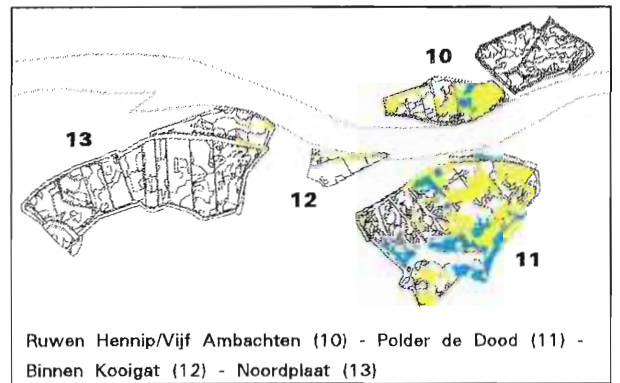 10
13
12
11
Ruwen Hennip/Vijf Ambachten (10) - Polder de Dood (11) -
Binnen Kooigat (12) - Noordplaat (13)